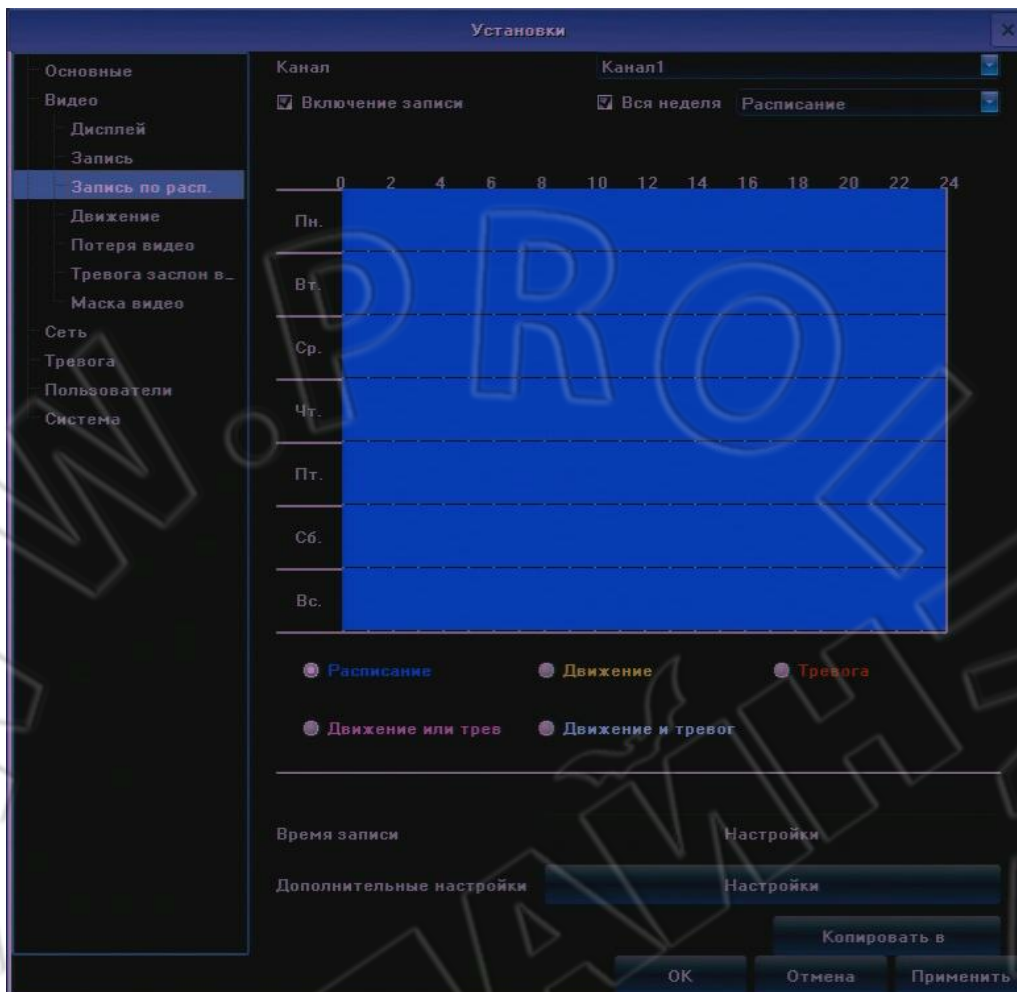 Установки
Основные
Видео
Дисплей
Запись
Запись по расп.
Движение
Потеря видео
Тревога заслон в_
Маска видео
Сеть
Тревога
Пользователи
Система
Канал Канал1
Включение записи Вся неделя Расписание
0 2 4 6 8 10 12 14 16 18 20 22 24
Пн.
Вт.
Ср.
Чт.
Пт.
Сб.
Вс.
Расписание Движение Тревога
Движение или трев Движение и тревог
Время записи Настройки
Дополнительные настройки Настройки
Копировать в
OK Отмена Применить